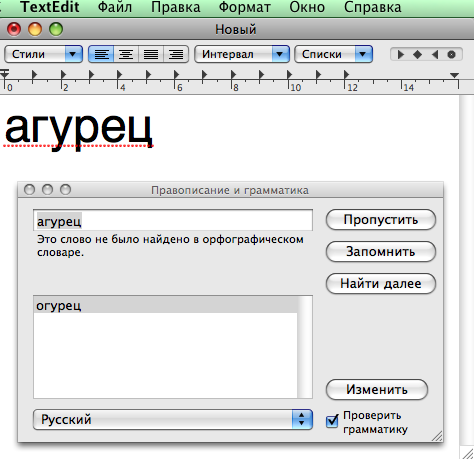 TextEdit Файл Правка Формат Окно Справка
Новый
Стили Интервал Списки
0 2 4 6 8 10 12 14
агурец
Правописание и грамматика
агурец Пропустить
Это слово не было найдено в орфографическом
словаре.
Запомнить
Найти далее
огурец
Изменить
Русский Проверить
грамматику